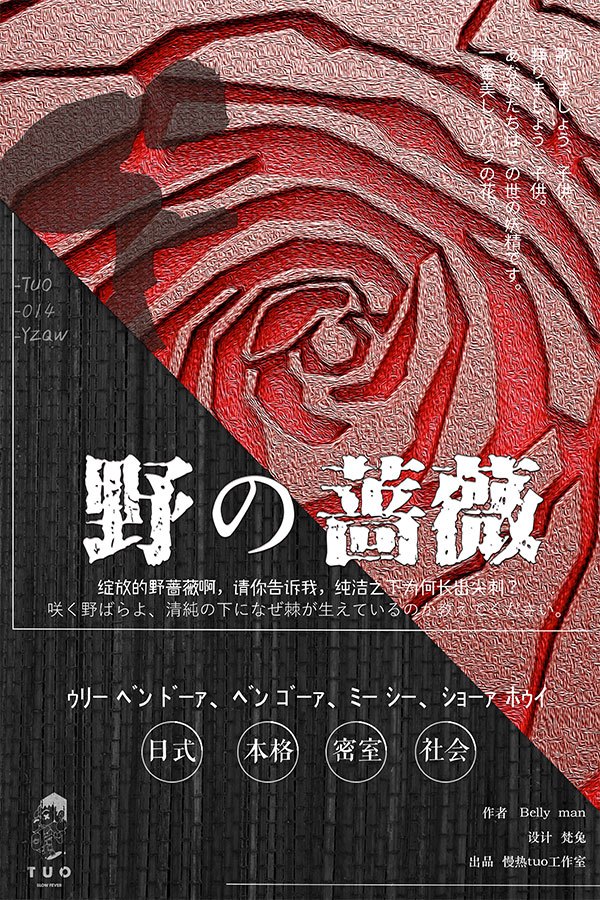 歌いましょう、子供
踊りましょう、子供。
あなたたちはこの世の妖精です。
一番美しいバラの花。
-TUO
-014
-YZQW
野の蔷薇
绽放的野蔷薇啊，请你告诉我，纯洁之下为何长出尖刺？
咲く野ばらよ、清純の下になぜ棘が生えているのか教えてください。
ゥリー ベン ドーァ、ベン ゴーァ、ミー シー、ショーァ ホゥイ
日式
本格
密室
社会
作者 Belly man
设计 梵兔
出品 慢热tuo工作室
TUO
SLOW FEVER